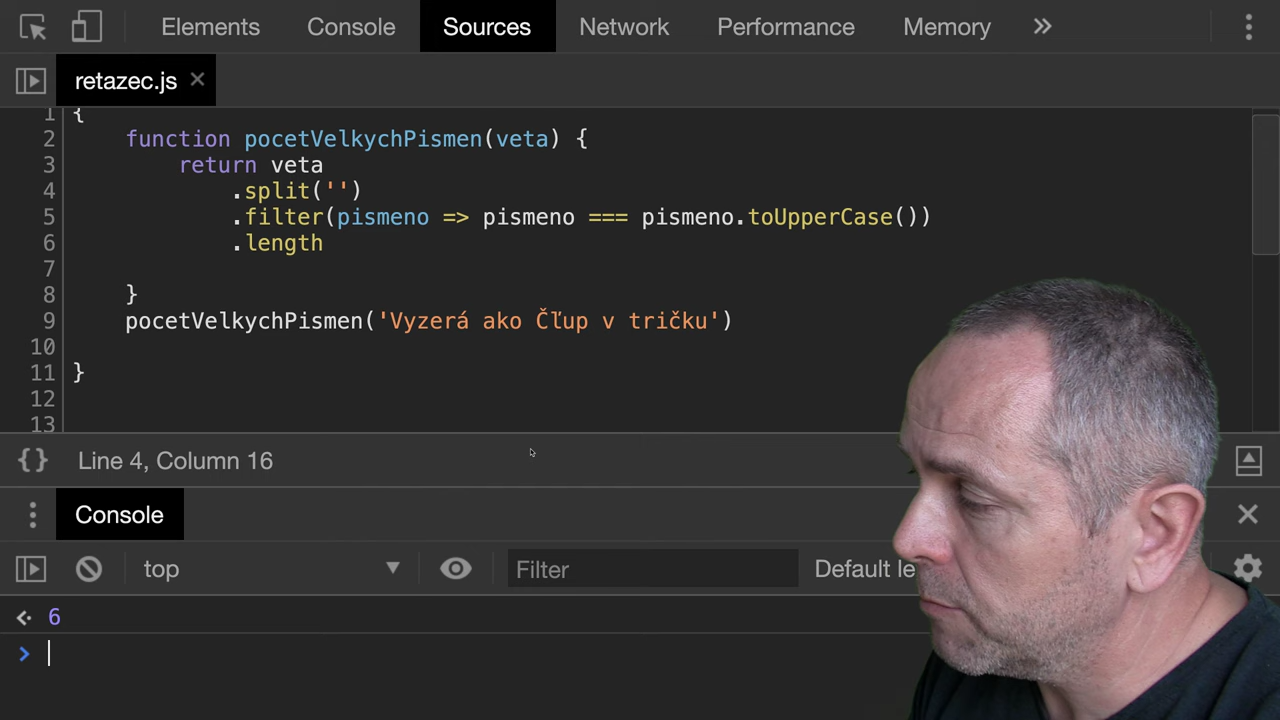 Elements Console Sources Network Performance Memory »
retazec.js ×
1 {
2 function pocetVelkychPismen(veta) {
3 return veta
4 .split('')
5 .filter(pismeno => pismeno === pismeno.toUpperCase())
6 .length
7
8 }
9 pocetVelkychPismen('Vyzerá ako Čľup v tričku')
10
11 }
12
13
{} Line 4, Column 16
Console
top Filter Default le
6
>